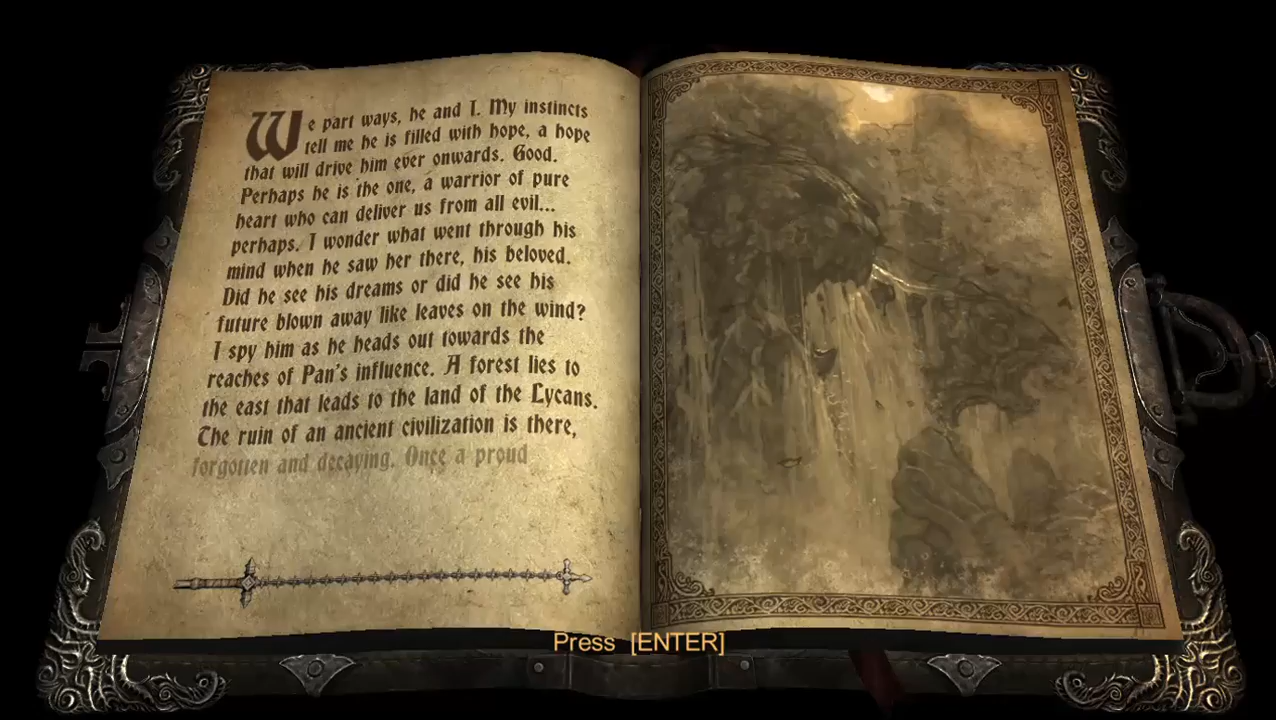 We part ways, he and I. My instincts
tell me he is filled with hope, a hope
that will drive him ever onwards. Good.
Perhaps he is the one, a warrior of pure
heart who can deliver us from all evil...
perhaps. I wonder what went through his
mind when he saw her there, his beloved.
Did he see his dreams or did he see his
future blown away like leaves on the wind?
I spy him as he heads out towards the
reaches of Pan's influence. A forest lies to
the east that leads to the land of the Lycans.
The ruin of an ancient civilization is there,
forgotten and decaying. Once a proud
Press [ENTER]